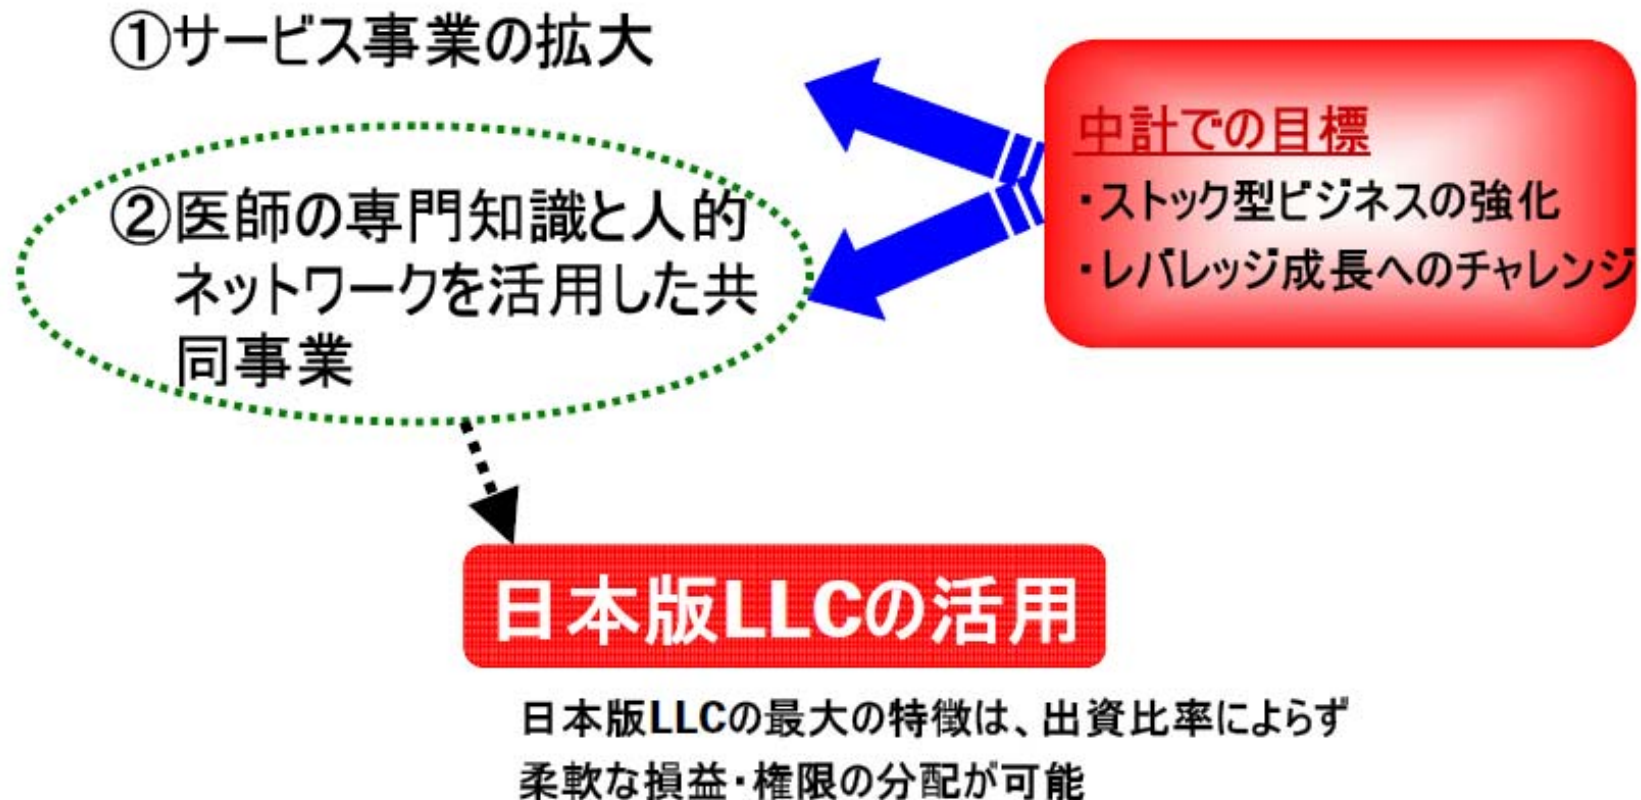 ①サービス事業の拡大
②医師の専門知識と人的
ネットワークを活用した共
同事業
中計での目標
・ストック型ビジネスの強化
・レバレッジ成長へのチャレンジ
日本版LLCの活用
日本版LLCの最大の特徴は、出資比率によらず
柔軟な損益・権限の分配が可能